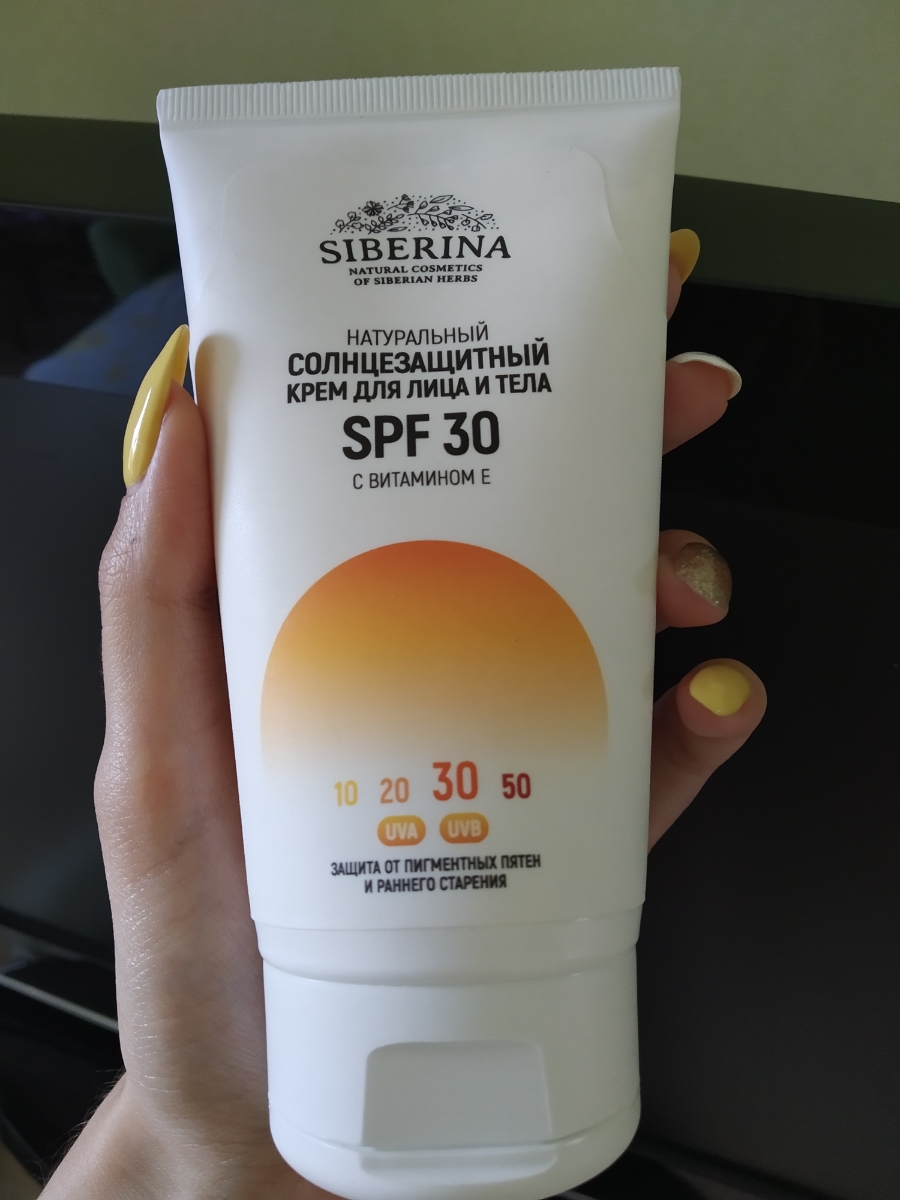 SIBERINA
NATURAL COSMETICS
OF SIBERIAN HERBS
НАТУРАЛЬНЫЙ
СОЛНЦЕЗАЩИТНЫЙ
КРЕМ ДЛЯ ЛИЦА И ТЕЛА
SPF 30
С ВИТАМИНОМ Е
10 20 30 50
UVA UVB
ЗАЩИТА ОТ ПИГМЕНТНЫХ ПЯТЕН
И РАННЕГО СТАРЕНИЯ